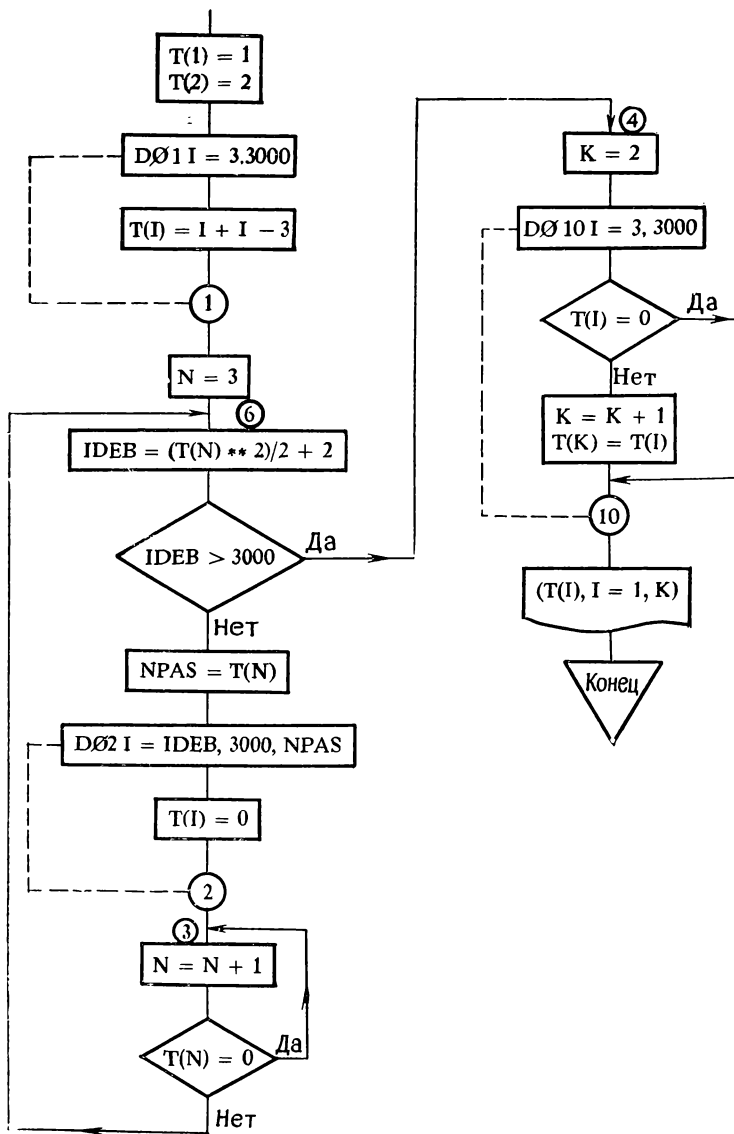 T(1) = 1
T(2) = 2
DØ 1 I = 3.3000
T(I) = I + I − 3
1
N = 3
6
IDEB = (T(N) ** 2)/2 + 2
IDEB > 3000
Да
Нет
NPAS = T(N)
DØ2 I = IDEB, 3000, NPAS
T(I) = 0
2
3
N = N + 1
T(N) = 0
Да
Нет
4
K = 2
DØ 10 I = 3, 3000
T(I) = 0
Да
Нет
K = K + 1
T(K) = T(I)
10
(T(I), I = 1, K)
Конец